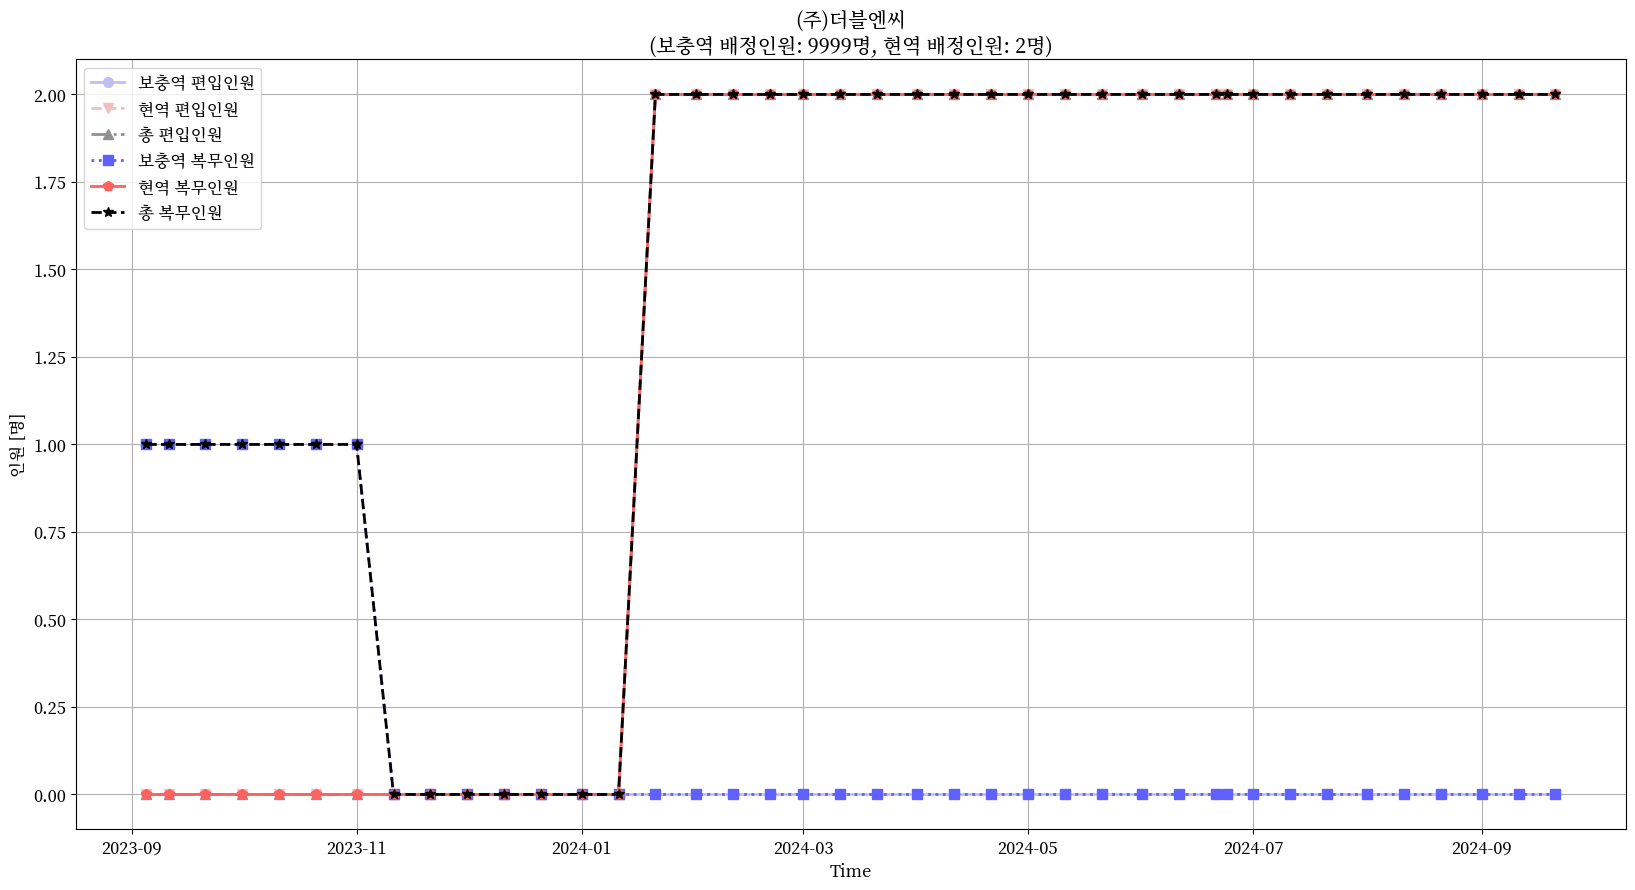 (주)더블엔씨
(보충역 배정인원: 9999명, 현역 배정인원: 2명)
보충역 편입인원
현역 편입인원
총 편입인원
보충역 복무인원
현역 복무인원
총 복무인원
2.00
1.75
1.50
1.25
1.00
0.75
0.50
0.25
0.00
인원 [명]
2023-09
2023-11
2024-01
2024-03
2024-05
2024-07
2024-09
Time